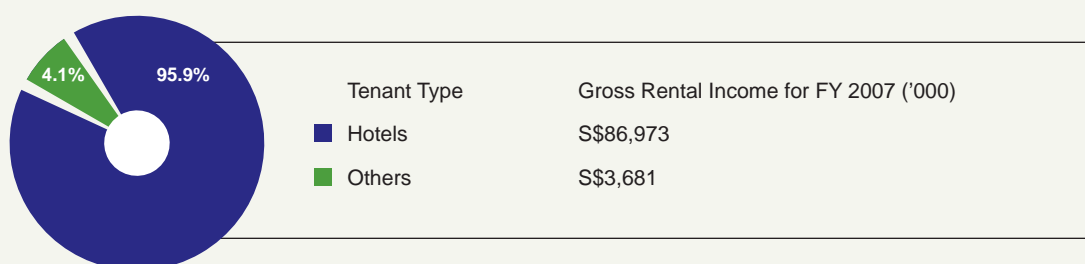 4.1%
95.9%
Tenant Type Gross Rental Income for FY 2007 (’000)
Hotels S$86,973
Others S$3,681